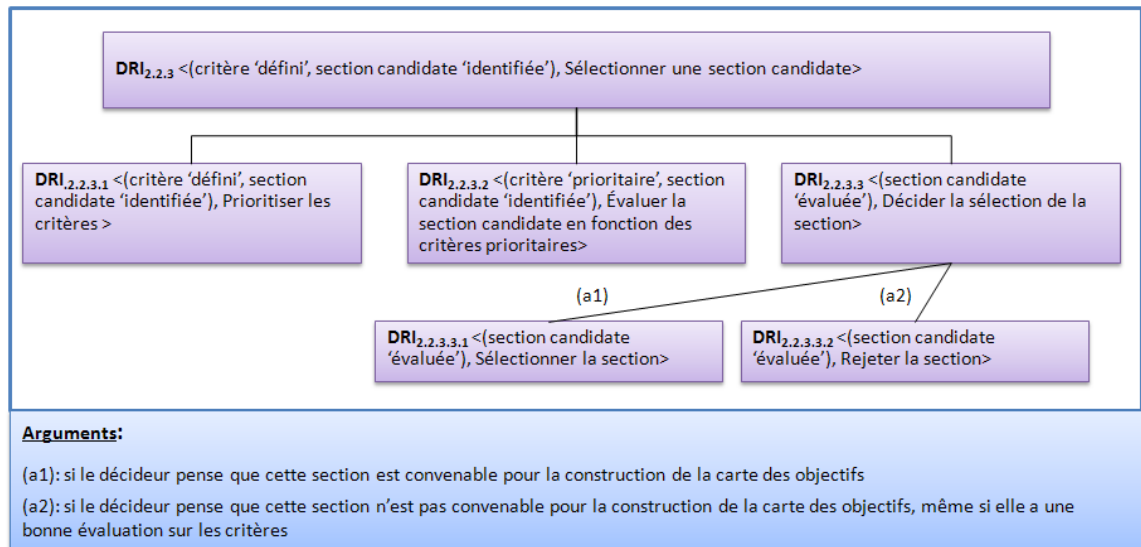 DRI2.2.3 <(critère ‘défini’, section candidate ‘identifiée’), Sélectionner une section candidate>
DRI.2.2.3.1 <(critère ‘défini’, section
candidate ‘identifiée’), Prioritiser les
critères >
DRI2.2.3.2 <(critère ‘prioritaire’, section
candidate ‘identifiée’), Évaluer la
section candidate en fonction des
critères prioritaires>
DRI2.2.3.3 <(section candidate
‘évaluée’), Décider la sélection de la
section>
(a1)
(a2)
DRI2.2.3.3.1 <(section candidate
‘évaluée’), Sélectionner la section>
DRI2.2.3.3.2 <(section candidate
‘évaluée’), Rejeter la section>
Arguments:
(a1): si le décideur pense que cette section est convenable pour la construction de la carte des objectifs
(a2): si le décideur pense que cette section n’est pas convenable pour la construction de la carte des objectifs, même si elle a une
bonne évaluation sur les critères